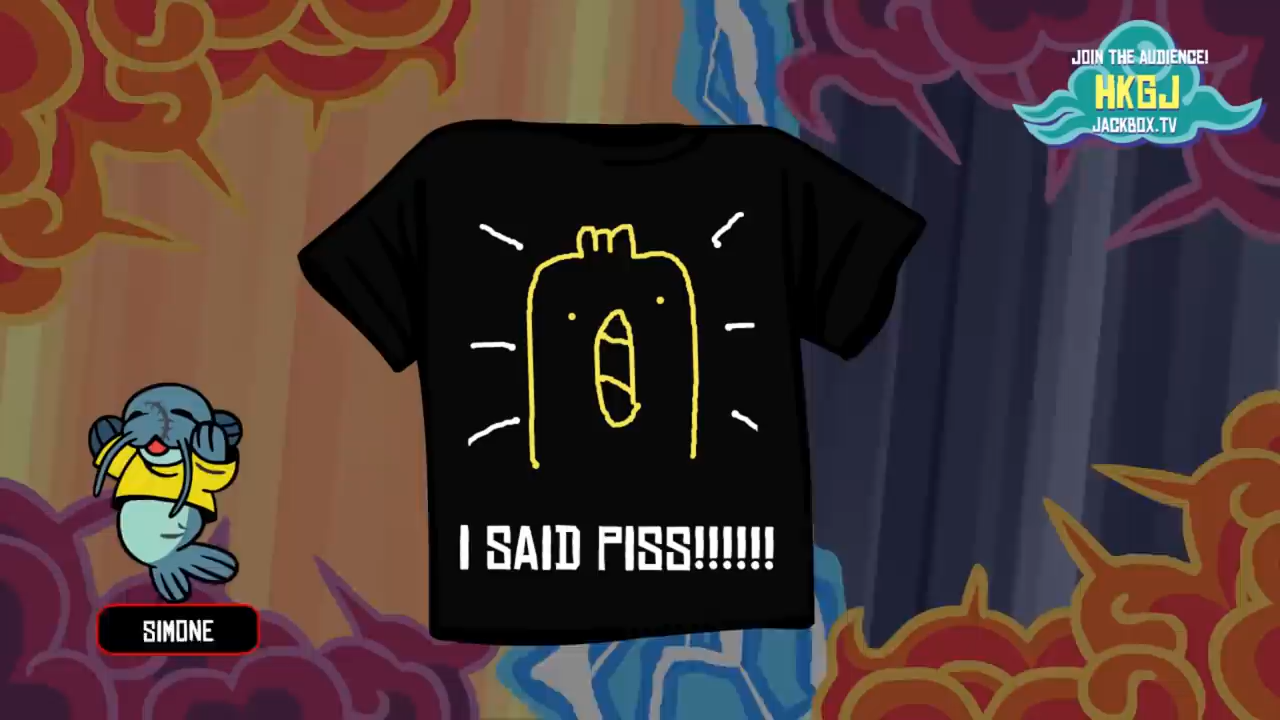 JOIN THE AUDIENCE!
HKGJ
JACKBOX.TV
I SAID PISS!!!!!!
SIMONE